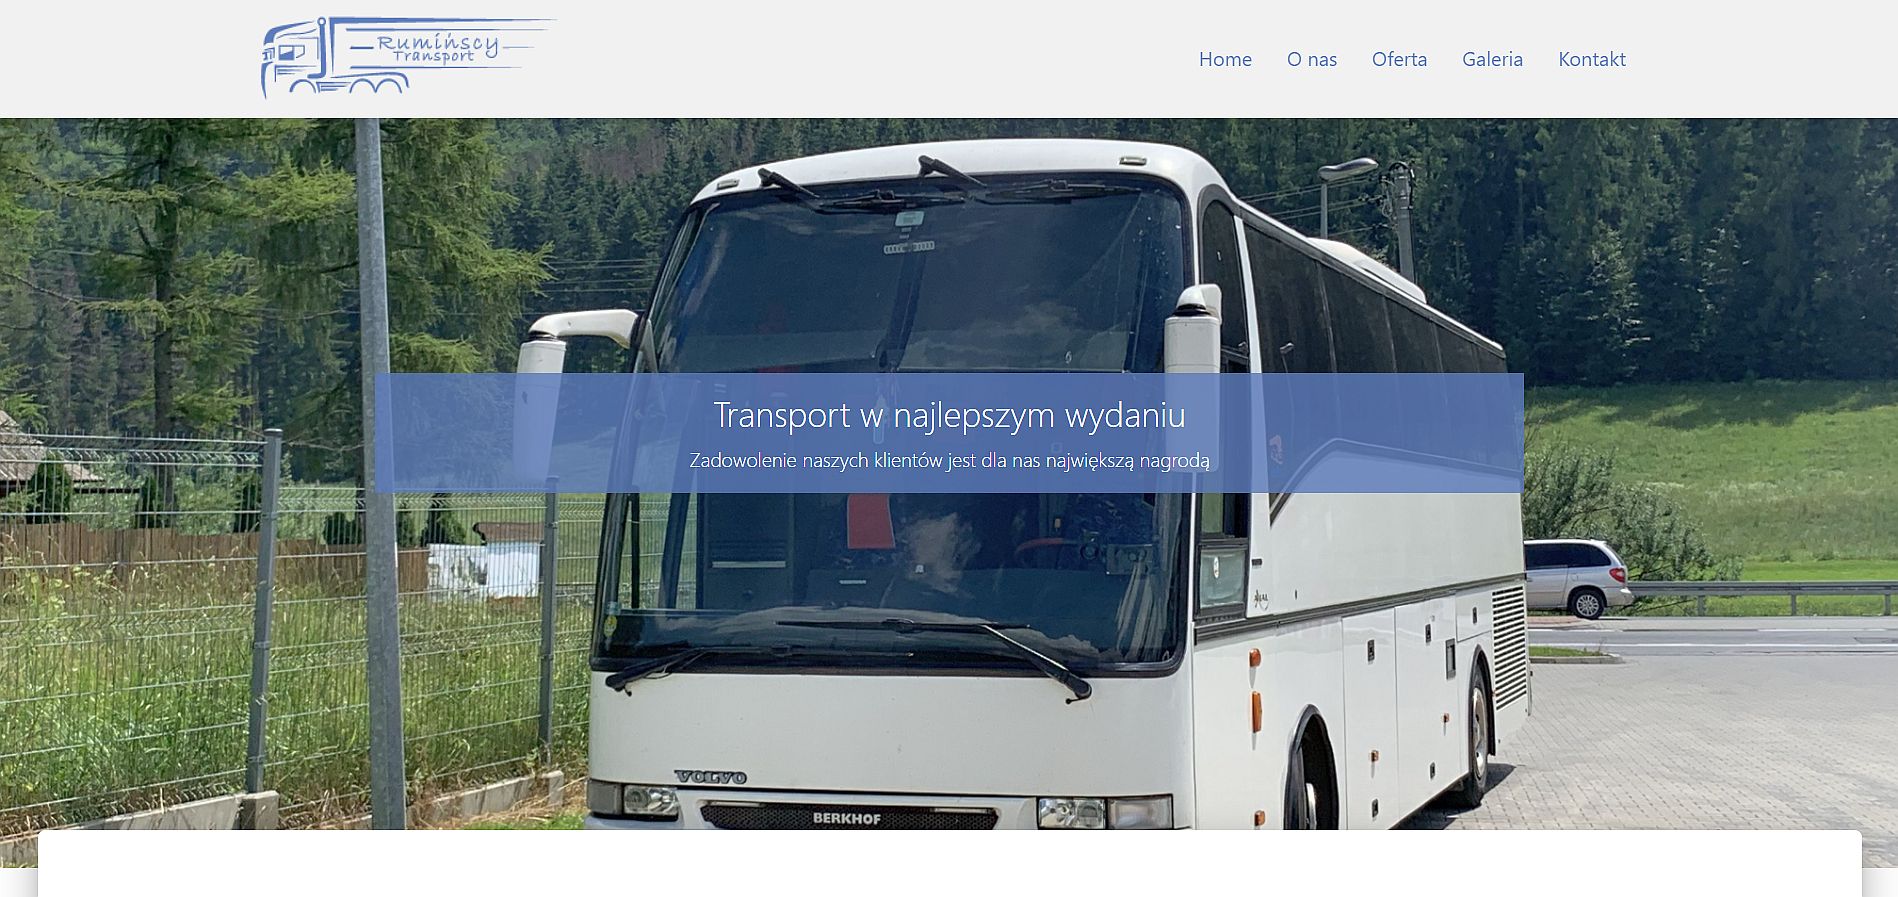 Rumińscy
Transport
Home
O nas
Oferta
Galeria
Kontakt
Transport w najlepszym wydaniu
Zadowolenie naszych klientów jest dla nas największą nagrodą
VOLVO
BERKHOF